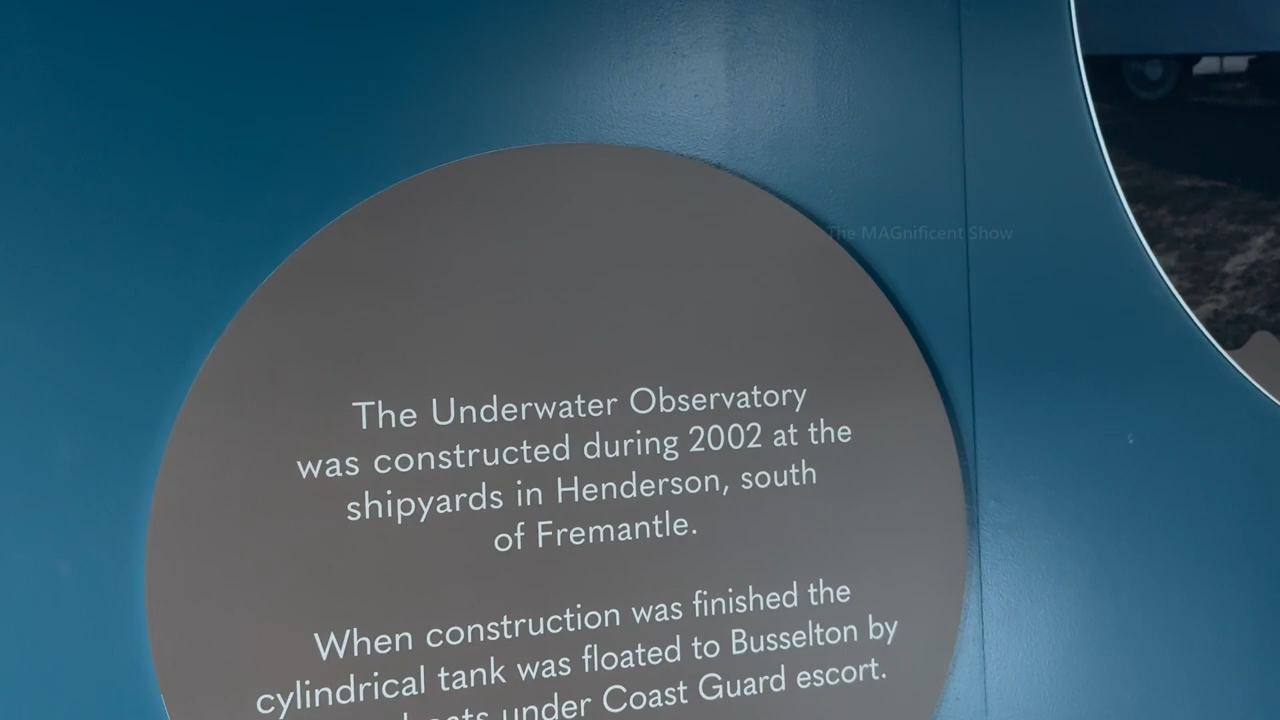 The MAGnificent Show
The Underwater Observatory
was constructed during 2002 at the
shipyards in Henderson, south
of Fremantle.
When construction was finished the
cylindrical tank was floated to Busselton by
under Coast Guard escort.